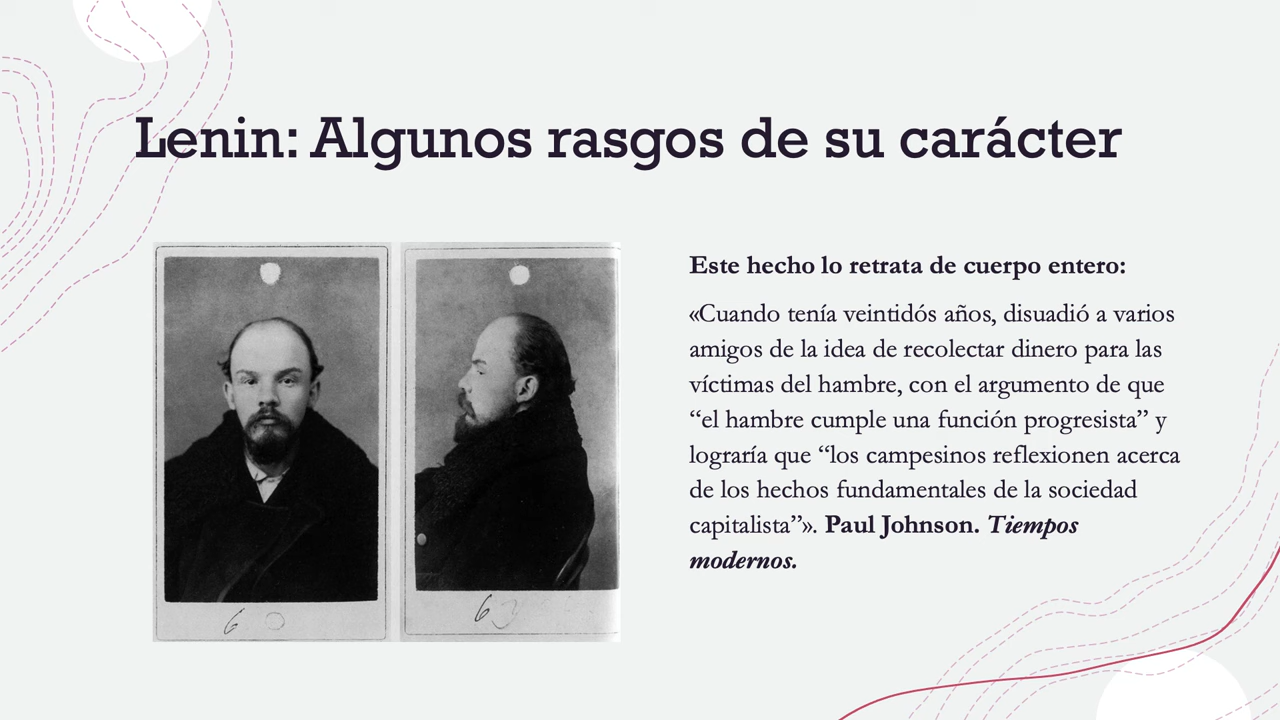 Lenin: Algunos rasgos de su carácter
Este hecho lo retrata de cuerpo entero:
«Cuando tenía veintidós años, disuadió a varios
amigos de la idea de recolectar dinero para las
víctimas del hambre, con el argumento de que
“el hambre cumple una función progresista” y
lograría que “los campesinos reflexionen acerca
de los hechos fundamentales de la sociedad
capitalista”». Paul Johnson. Tiempos
modernos.